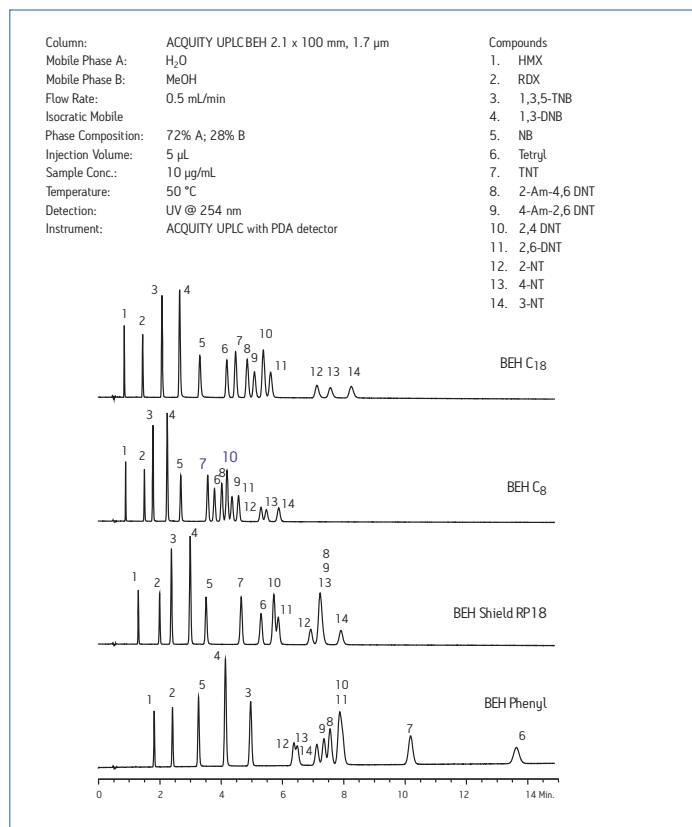 Column: ACQUITY UPLC BEH 2.1 x 100 mm, 1.7 µm
Mobile Phase A: H₂O
Mobile Phase B: MeOH
Flow Rate: 0.5 mL/min
Isocratic Mobile
Phase Composition: 72% A; 28% B
Injection Volume: 5 µL
Sample Conc.: 10 µg/mL
Temperature: 50 °C
Detection: UV @ 254 nm
Instrument: ACQUITY UPLC with PDA detector
Compounds
1. HMX
2. RDX
3. 1,3,5-TNB
4. 1,3-DNB
5. NB
6. Tetryl
7. TNT
8. 2-Am-4,6 DNT
9. 4-Am-2,6 DNT
10. 2,4 DNT
11. 2,6-DNT
12. 2-NT
13. 4-NT
14. 3-NT
1 2 3 4 5 6 7 8 9 10 11 12 13 14
BEH C₁₈
1 2 3 4 5 7 6 8 10 9 11 12 13 14
BEH C₈
1 2 3 4 5 7 6 10 11 12 8 9 13 14
BEH Shield RP18
1 2 5 4 3 12 13 14 9 8 10 11 7 6
BEH Phenyl
0 2 4 6 8 10 12 14 Min.